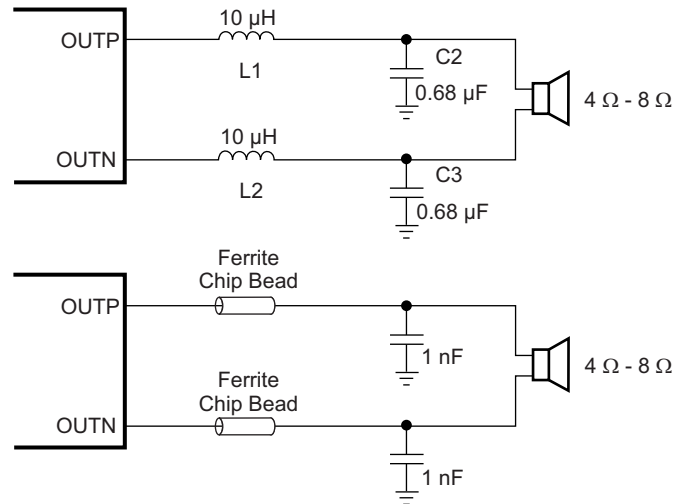 10 µH
OUTP
L1
C2
0.68 µF
4 Ω - 8 Ω
10 µH
OUTN
L2
C3
0.68 µF
Ferrite
Chip Bead
OUTP
1 nF
4 Ω - 8 Ω
Ferrite
Chip Bead
OUTN
1 nF